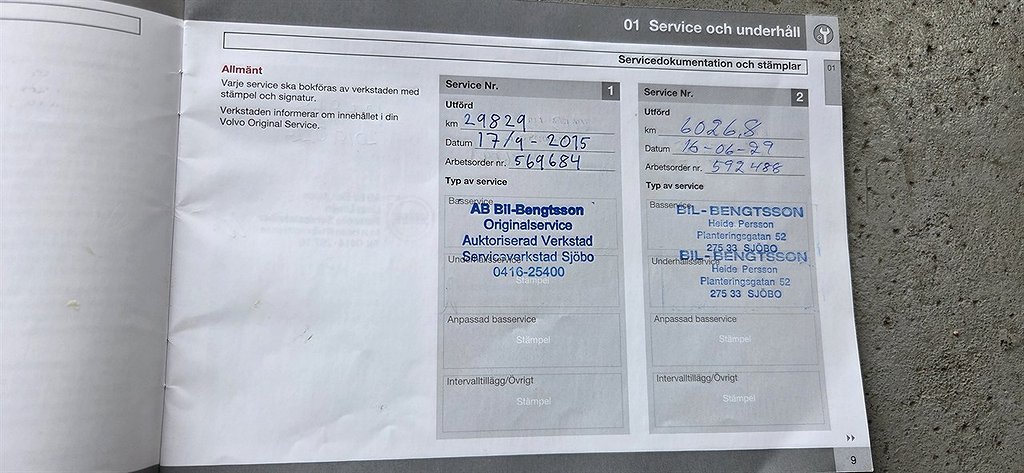 01 Service och underhåll
Servicedokumentation och stämplar
01
Allmänt
Varje service ska bokföras av verkstaden med
stämpel och signatur.
Verkstaden informerar om innehållet i din
Volvo Original Service.
Service Nr. 1
Utförd
km 29829
Datum 17/9 - 2015
Arbetsorder nr. 569684
Typ av service
Basservice
AB Bil-Bengtsson
Originalservice
Auktoriserad Verkstad
Serviceverkstad Sjöbo
Underhållsservice
0416-25400
Stämpel
Anpassad basservice
Stämpel
Intervalltillägg/Övrigt
Stämpel
Service Nr. 2
Utförd
km 60268
Datum 16-06-29
Arbetsorder nr. 592488
Typ av service
Basservice
BIL-BENGTSSON
Heide Persson
Planteringsgatan 52
275 33 SJÖBO
BIL-BENGTSSON
Underhållsservice
Heide Persson
Planteringsgatan 52
275 33 SJÖBO
Anpassad basservice
Stämpel
Intervalltillägg/Övrigt
Stämpel
9